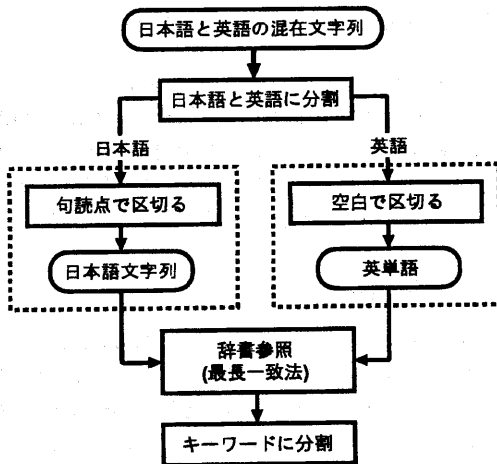 日本語と英語の混在文字列
日本語と英語に分割
日本語
英語
句読点で区切る
空白で区切る
日本語文字列
英単語
辞書参照
(最長一致法)
キーワードに分割